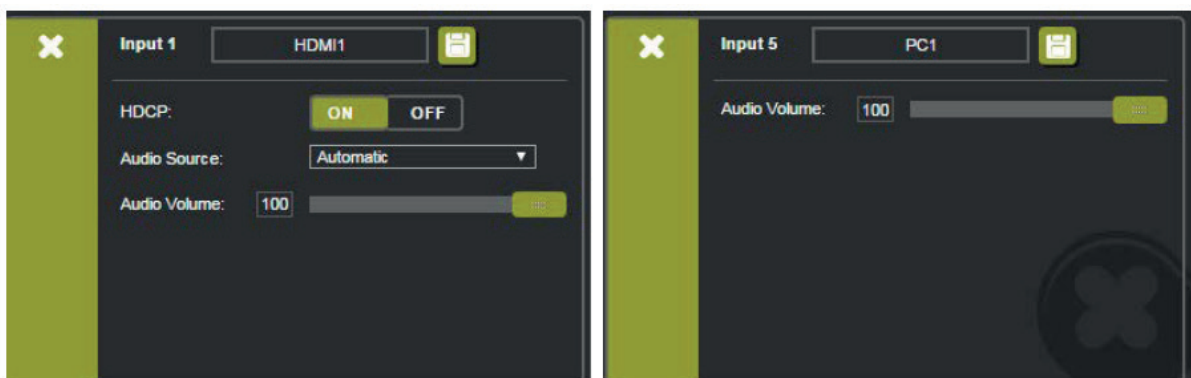 Input 1 HDMI1
HDCP: ON OFF
Audio Source: Automatic
Audio Volume: 100
Input 5 PC1
Audio Volume: 100